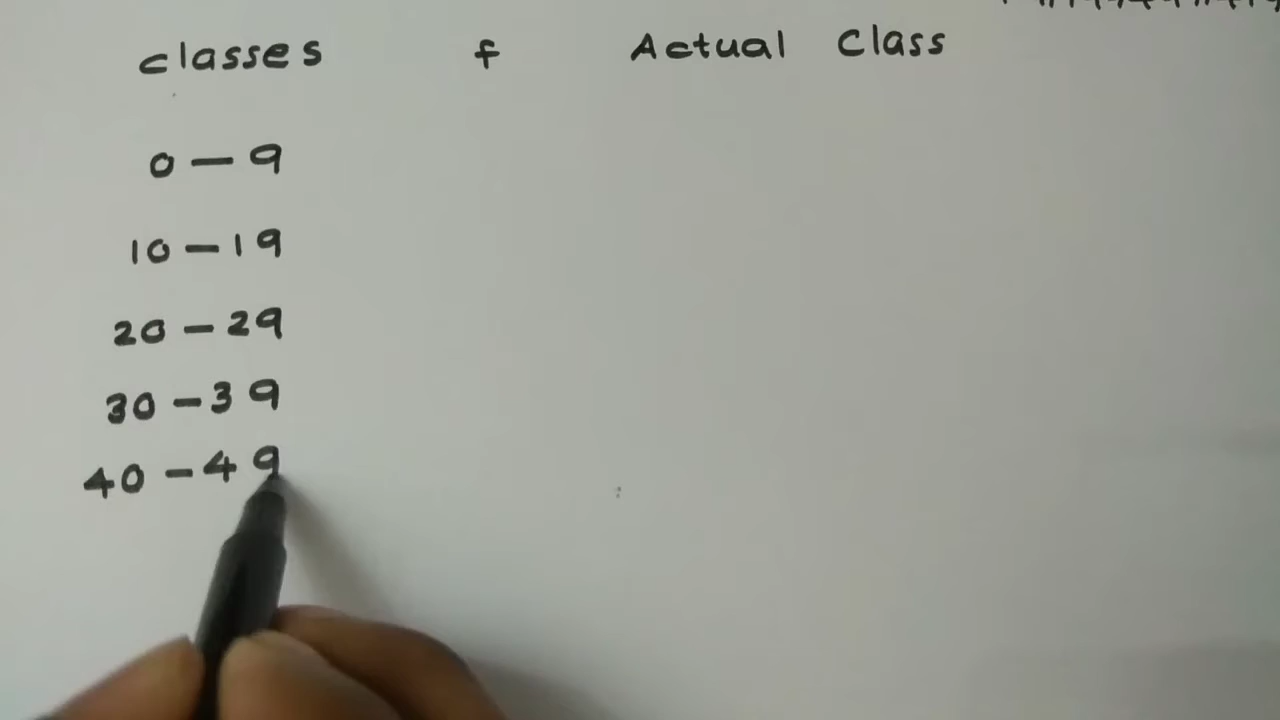 classes f Actual Class
0 – 9
10 – 19
20 – 29
30 – 39
40 – 49